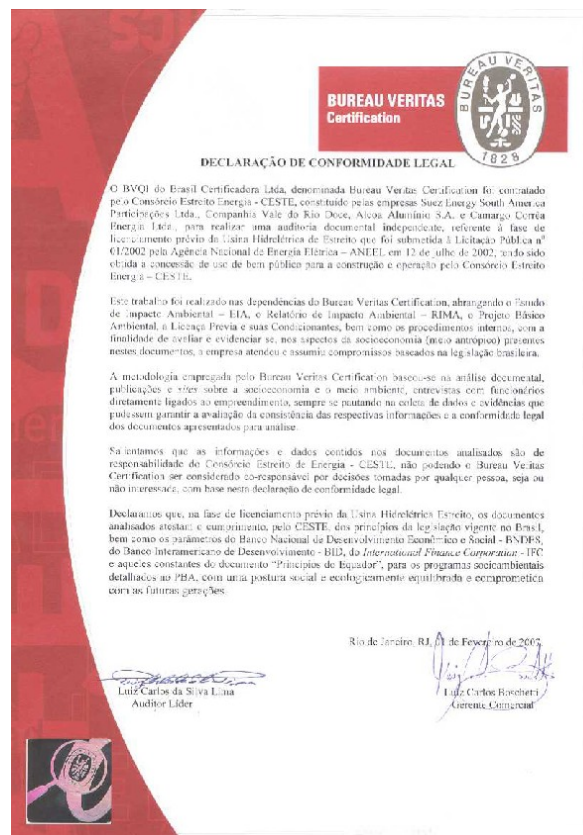 BUREAU VERITAS
Certification
BUREAU VERITAS
1828
DECLARAÇÃO DE CONFORMIDADE LEGAL
O BVQI do Brasil Certificadora Ltda, denominada Bureau Veritas Certification foi contratado
pelo Consórcio Estreito Energia - CESTE, constituído pelas empresas Suez Energy South America
Participações Ltda., Companhia Vale do Rio Doce, Alcoa Alumínio S.A. e Camargo Corrêa
Energia Ltda., para realizar uma auditoria documental independente, referente à fase de
licenciamento prévio da Usina Hidrelétrica de Estreito que foi submetida à Licitação Pública nº
01/2002 pela Agência Nacional de Energia Elétrica – ANEEL em 12 de julho de 2002, tendo sido
obtida a concessão de uso de bem público para a construção e operação pelo Consórcio Estreito
Energia – CESTE.
Este trabalho foi realizado nas dependências do Bureau Veritas Certification, abrangendo o Estudo
de Impacto Ambiental – EIA, o Relatório de Impacto Ambiental – RIMA, o Projeto Básico
Ambiental, a Licença Prévia e suas Condicionantes, bem como os procedimentos internos, com a
finalidade de avaliar e evidenciar se, nos aspectos da socioeconomia (meio antrópico) presentes
nestes documentos, a empresa atendeu e assumiu compromissos baseados na legislação brasileira.
A metodologia empregada pelo Bureau Veritas Certification baseou-se na análise documental,
publicações e sites sobre a socioeconomia e o meio ambiente, entrevistas com funcionários
diretamente ligados ao empreendimento, sempre se pautando na coleta de dados e evidências que
pudessem garantir a avaliação da consistência das respectivas informações e a conformidade legal
dos documentos apresentados para análise.
Salientamos que as informações e dados contidos nos documentos analisados são de
responsabilidade do Consórcio Estreito de Energia - CESTE, não podendo o Bureau Veritas
Certification ser considerado co-responsável por decisões tomadas por qualquer pessoa, seja ou
não interessada, com base nesta declaração de conformidade legal.
Declaramos que, na fase de licenciamento prévio da Usina Hidrelétrica Estreito, os documentos
analisados atestam o cumprimento, pelo CESTE, dos princípios da legislação vigente no Brasil,
bem como os parâmetros do Banco Nacional de Desenvolvimento Econômico e Social - BNDES,
do Banco Interamericano de Desenvolvimento - BID, do International Finance Corporation - IFC
e aqueles constantes do documento “Princípios do Equador”, para os programas socioambientais
detalhados no PBA, com uma postura social e ecologicamente equilibrada e comprometida
com as futuras gerações.
Rio de Janeiro, RJ, 01 de Fevereiro de 2007
Luiz Carlos da Silva Lima
Auditor Líder
Luiz Carlos Boschetti
Gerente Comercial